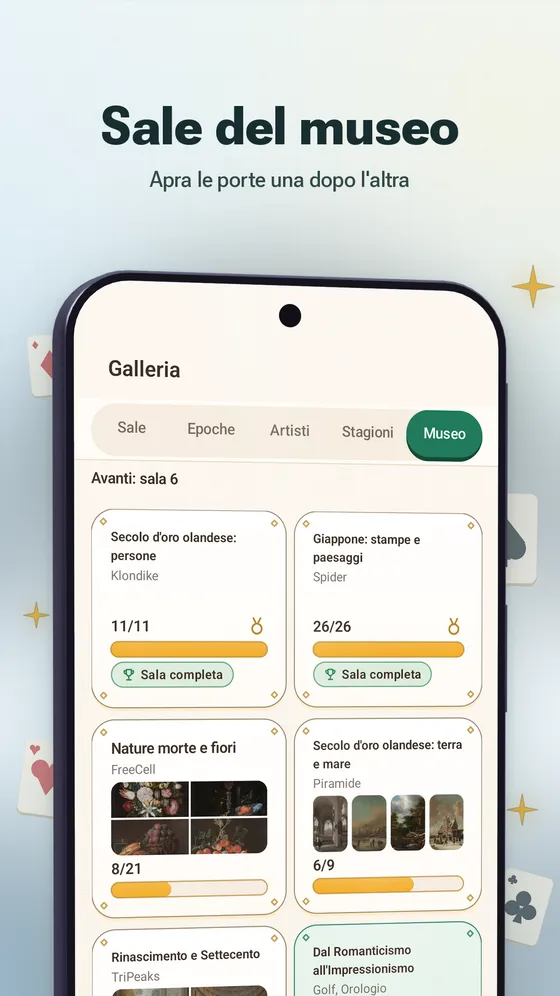 Sale del museo
Apra le porte una dopo l'altra
Galleria
Sale
Epoche
Artisti
Stagioni
Museo
Avanti: sala 6
Secolo d'oro olandese:
persone
Klondike
11/11
Sala completa
Giappone: stampe e
paesaggi
Spider
26/26
Sala completa
Nature morte e fiori
FreeCell
8/21
Secolo d'oro olandese: terra
e mare
Piramide
6/9
Rinascimento e Settecento
TriPeaks
Dal Romanticismo
all'Impressionismo
Golf, Orologio